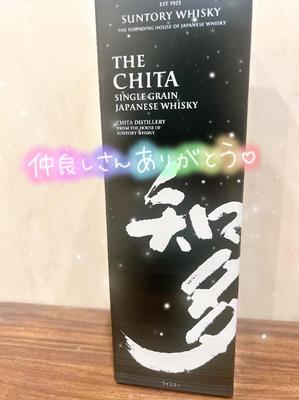 EST 1923
SUNTORY WHISKY
THE FOUNDING HOUSE OF JAPANESE WHISKY
THE
CHITA
SINGLE GRAIN
JAPANESE WHISKY
CHITA DISTILLERY
FROM THE HOUSE OF
SUNTORY WHISKY
仲良しさんありがとう♡
知多
ウイスキー